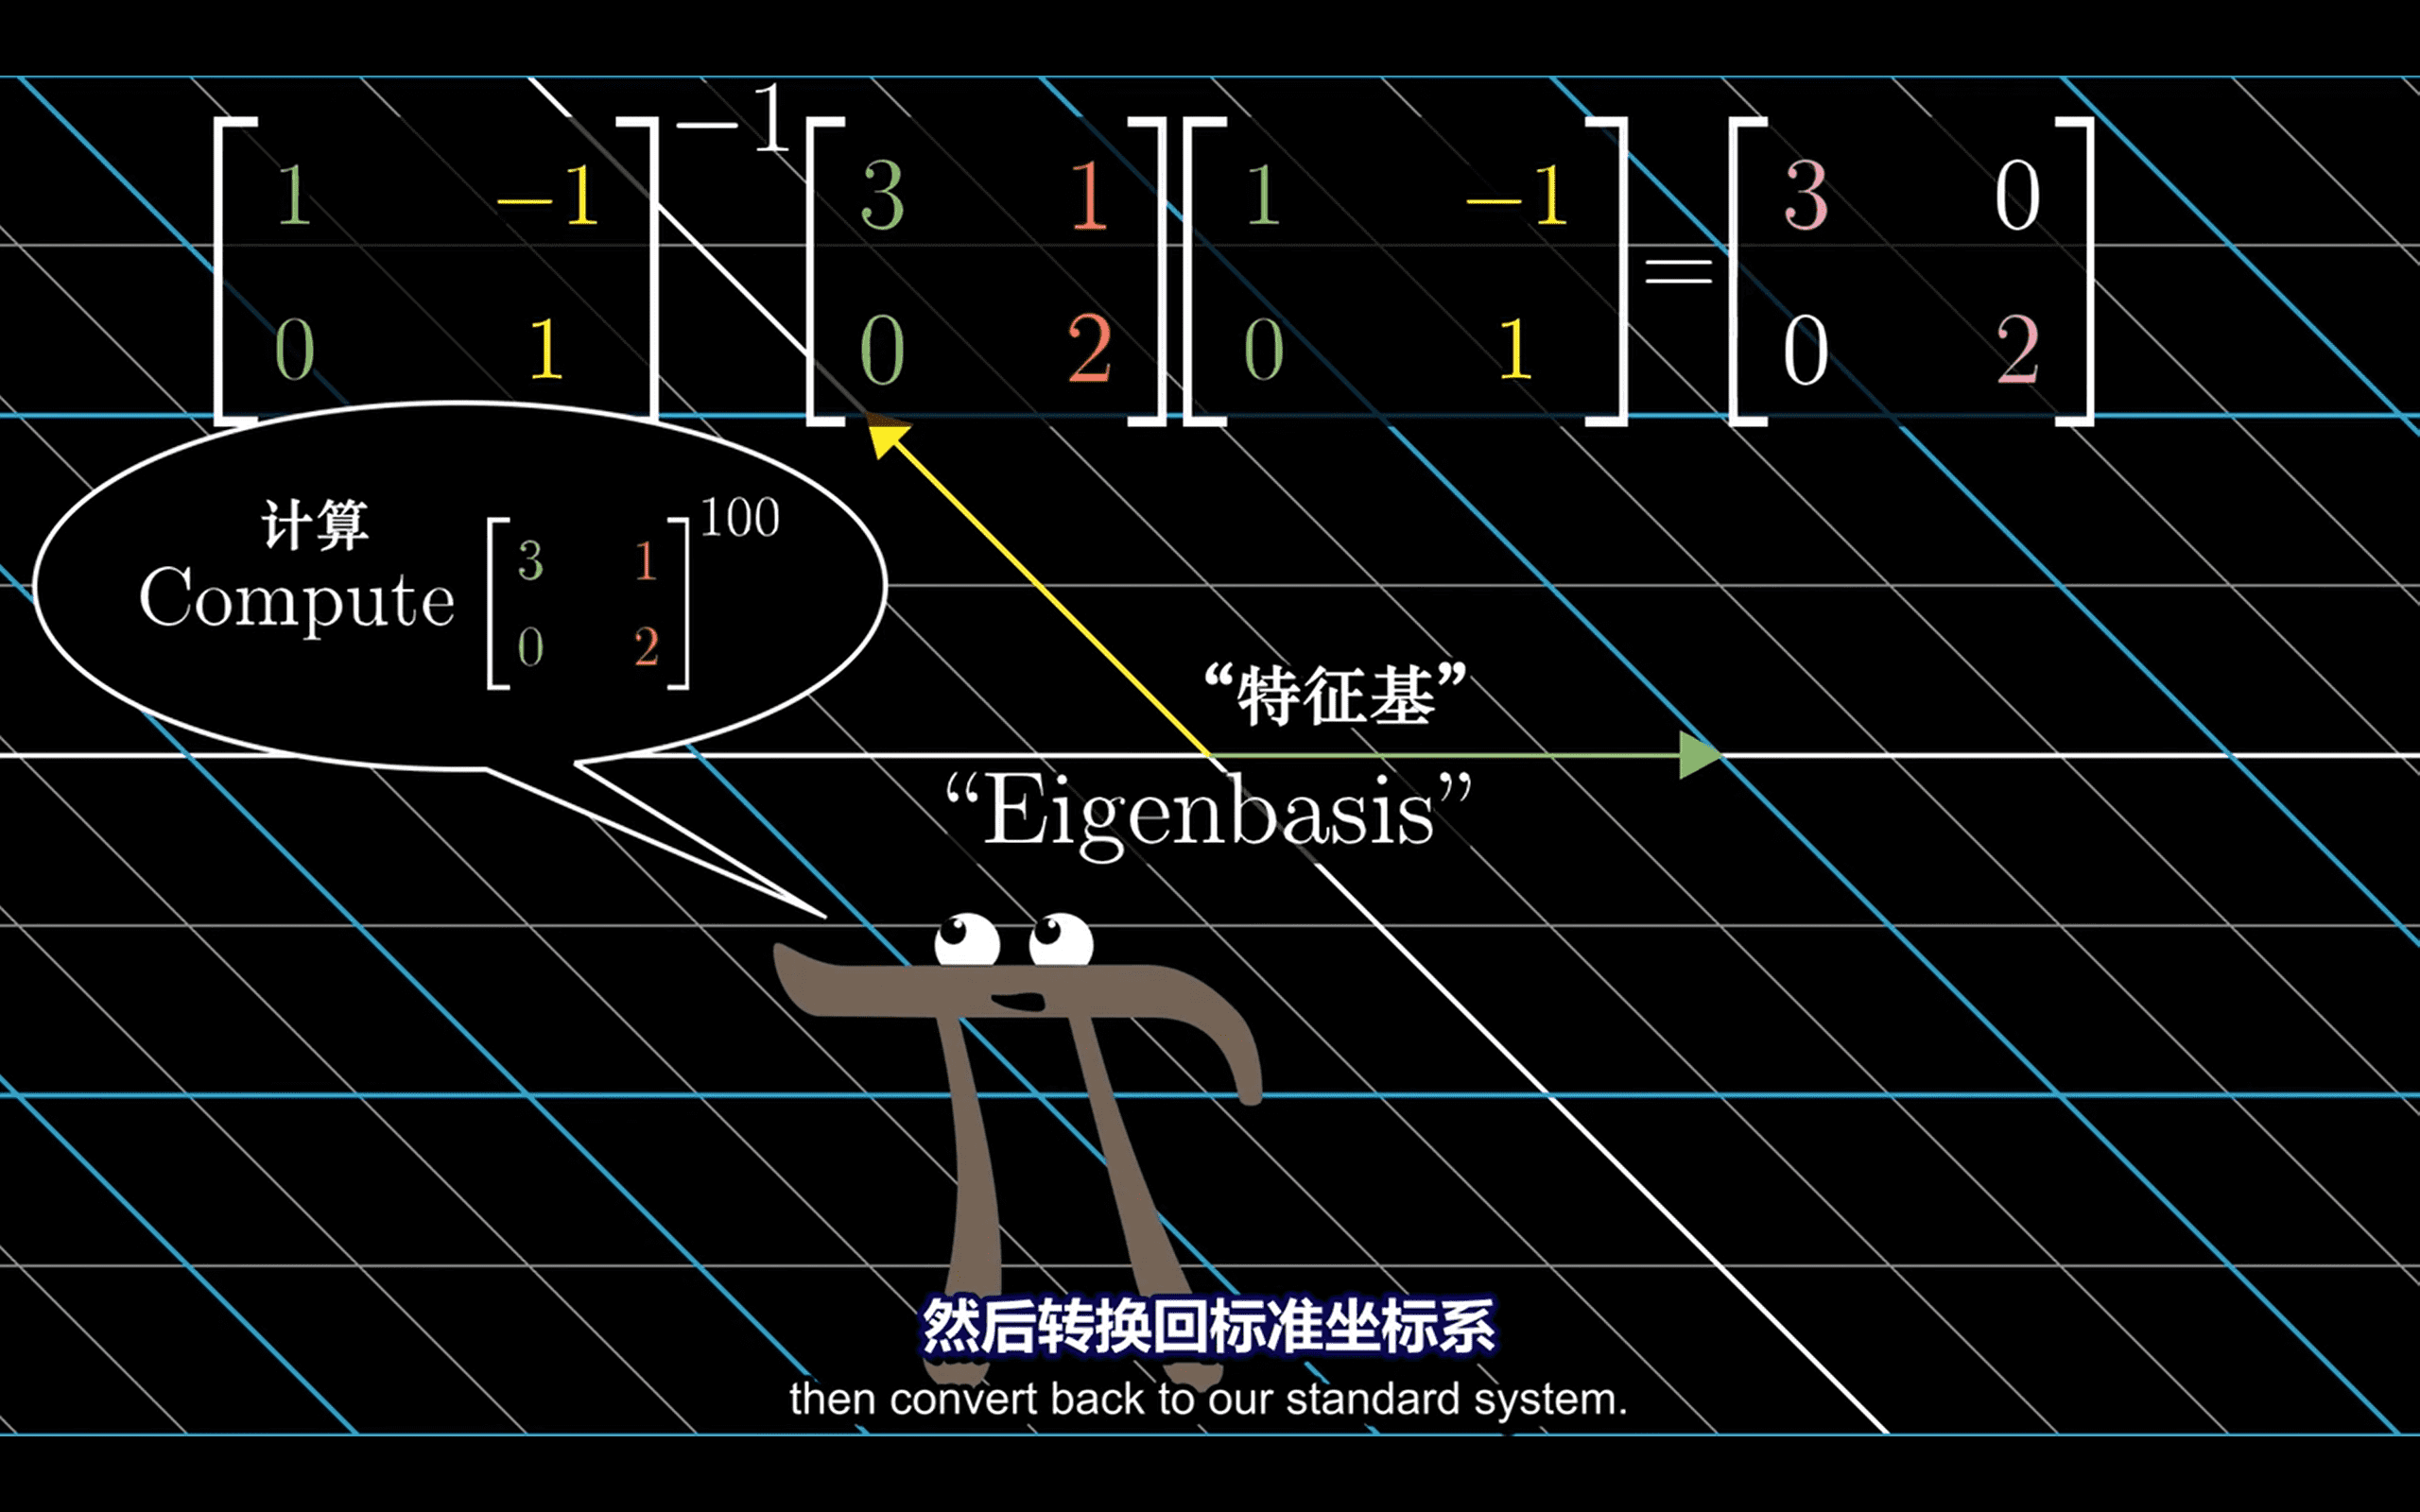 [1 −1; 0 1]⁻¹ [3 1; 0 2] [1 −1; 0 1] = [3 0; 0 2]
计算
Compute [3 1; 0 2]¹⁰⁰
“特征基”
“Eigenbasis”
然后转换回标准坐标系
then convert back to our standard system.